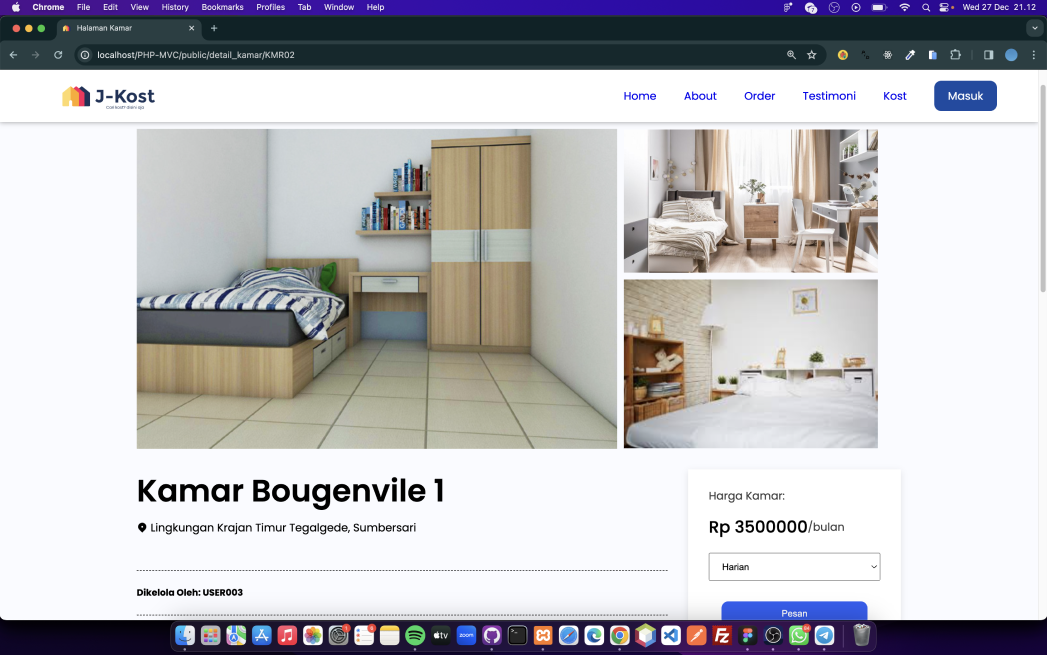 Chrome File Edit View History Bookmarks Profiles Tab Window Help Wed 27 Dec 21.12
Halaman Kamar
localhost/PHP-MVC/public/detail_kamar/KMR02
J-Kost
Home About Order Testimoni Kost Masuk
Kamar Bougenvile 1
Lingkungan Krajan Timur Tegalgede, Sumbersari
Dikelola Oleh: USER003
Harga Kamar:
Rp 3500000/bulan
Harian
Pesan
tv zoom